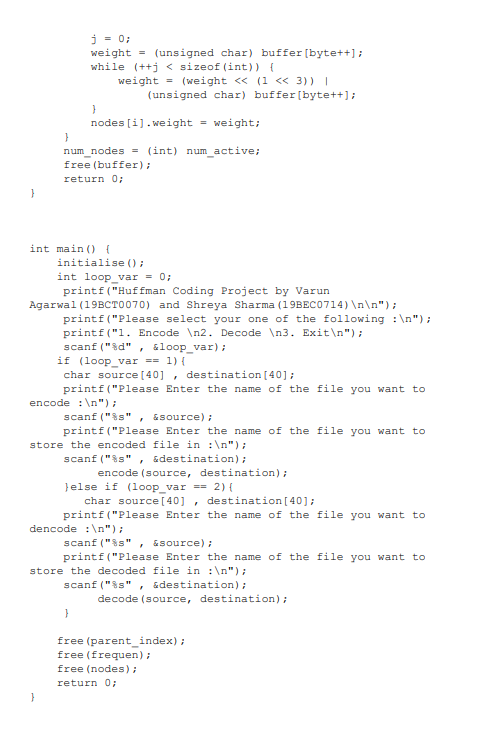 j = 0;
weight = (unsigned char) buffer[byte++];
while (++j < sizeof(int)) {
weight = (weight << (1 << 3)) |
(unsigned char) buffer[byte++];
}
nodes[i].weight = weight;
}
num_nodes = (int) num_active;
free(buffer);
return 0;
}
int main() {
initialise();
int loop_var = 0;
printf("Huffman Coding Project by Varun
Agarwal(19BCT0070) and Shreya Sharma(19BEC0714)\n\n");
printf("Please select your one of the following :\n");
printf("1. Encode \n2. Decode \n3. Exit\n");
scanf("%d" , &loop_var);
if (loop_var == 1){
char source[40] , destination[40];
printf("Please Enter the name of the file you want to
encode :\n");
scanf("%s" , &source);
printf("Please Enter the name of the file you want to
store the encoded file in :\n");
scanf("%s" , &destination);
encode(source, destination);
}else if (loop_var == 2){
char source[40] , destination[40];
printf("Please Enter the name of the file you want to
dencode :\n");
scanf("%s" , &source);
printf("Please Enter the name of the file you want to
store the decoded file in :\n");
scanf("%s" , &destination);
decode(source, destination);
}
free(parent_index);
free(frequen);
free(nodes);
return 0;
}